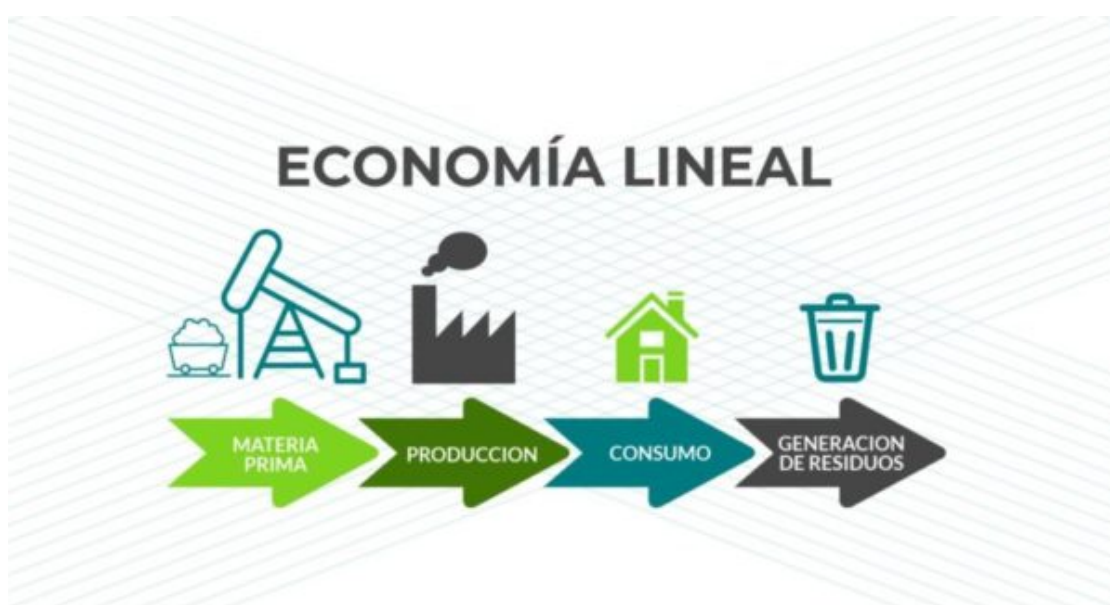 ECONOMÍA LINEAL
MATERIA
PRIMA
PRODUCCION
CONSUMO
GENERACION
DE RESIDUOS